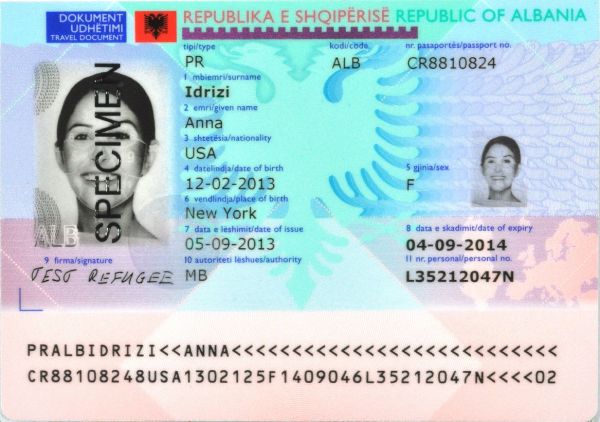 DOKUMENT
UDHËTIMI
TRAVEL DOCUMENT
REPUBLIKA E SHQIPËRISË REPUBLIC OF ALBANIA
tipi/type kodi/code nr. pasaportës/passport no.
PR ALB CR8810824
1 mbiemri/surname
Idrizi
2 emri/given name
Anna
3 shtetësia/nationality
USA
4 datelindja/date of birth 5 gjinia/sex
12-02-2013 F
6 vendlindja/place of birth
New York
7 data e lëshimit/date of issue 8 data e skadimit/date of expiry
05-09-2013 04-09-2014
9 firma/signature 10 autoriteti lëshues/authority 11 nr. personal/personal no.
TEST REFUGEE MB L35212047N
SPECIMEN
ALB
PRALBIDRIZI<<ANNA<<<<<<<<<<<<<<<<<<<<<<<<<<<
CR88108248USA1302125F1409046L35212047N<<<<02